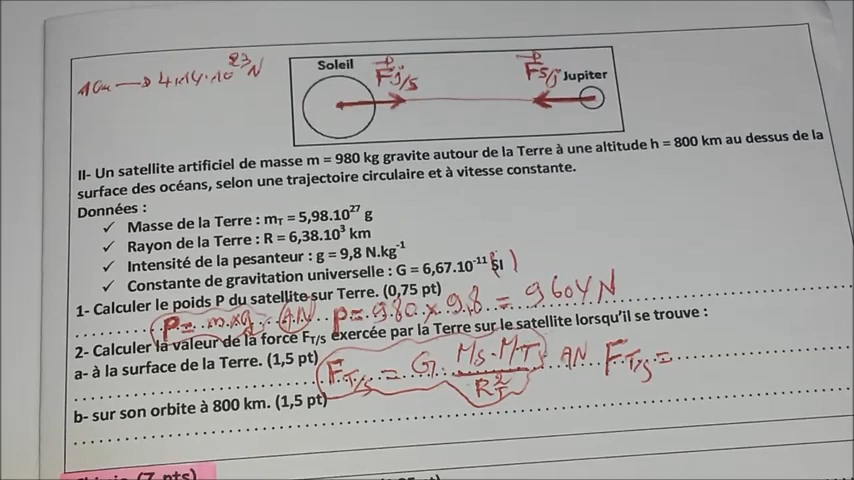 1cm → 4.14.10²³ N
Soleil F⃗j/s F⃗s/j Jupiter
II- Un satellite artificiel de masse m = 980 kg gravite autour de la Terre à une altitude h = 800 km au dessus de la
surface des océans, selon une trajectoire circulaire et à vitesse constante.
Données :
✓ Masse de la Terre : mT = 5,98.10²⁷ g
✓ Rayon de la Terre : R = 6,38.10³ km
✓ Intensité de la pesanteur : g = 9,8 N.kg⁻¹
✓ Constante de gravitation universelle : G = 6,67.10⁻¹¹ (SI)
1- Calculer le poids P du satellite sur Terre. (0,75 pt)
P = m.xg A.N P = 980 x 9,8 = 9604 N
2- Calculer la valeur de la force FT/S exercée par la Terre sur le satellite lorsqu'il se trouve :
a- à la surface de la Terre. (1,5 pt)
FT/s = G Ms.MT / RT² AN FT/s =
b- sur son orbite à 800 km. (1,5 pt)
(7 pts)